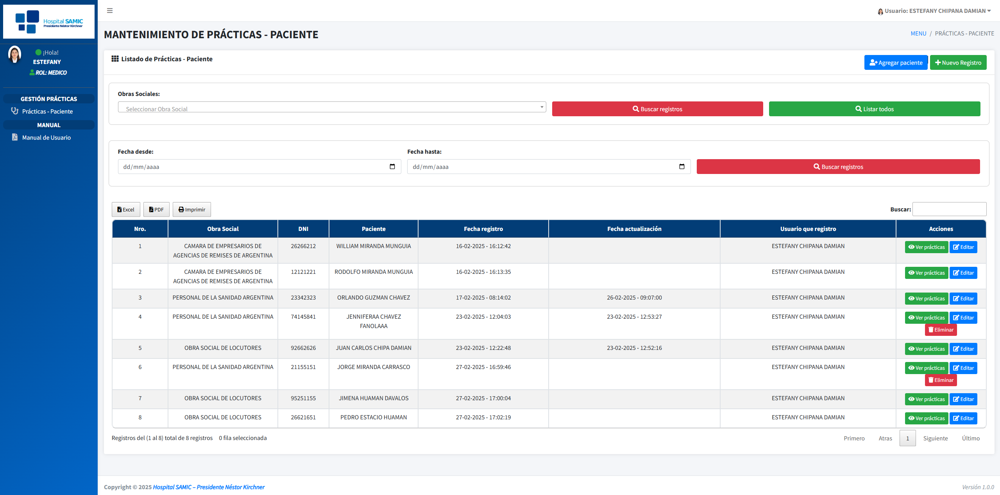 Hospital SAMIC
Presidente Néstor Kirchner
¡Hola!
ESTEFANY
ROL: MEDICO
GESTIÓN PRÁCTICAS
Prácticas - Paciente
MANUAL
Manual de Usuario
Usuario: ESTEFANY CHIPANA DAMIAN
MANTENIMIENTO DE PRÁCTICAS - PACIENTE
MENU / PRÁCTICAS - PACIENTE
Listado de Prácticas - Paciente
Agregar paciente
Nuevo Registro
Obras Sociales:
Seleccionar Obra Social
Buscar registros
Listar todos
Fecha desde:
Fecha hasta:
dd/mm/aaaa
dd/mm/aaaa
Buscar registros
Excel PDF Imprimir
Buscar:
Nro. Obra Social DNI Paciente Fecha registro Fecha actualización Usuario que registro Acciones
1 CAMARA DE EMPRESARIOS DE 26266212 WILLIAM MIRANDA MUNGUIA 16-02-2025 - 16:12:42 ESTEFANY CHIPANA DAMIAN Ver prácticas Editar
AGENCIAS DE REMISES DE ARGENTINA
2 CAMARA DE EMPRESARIOS DE 12121221 RODOLFO MIRANDA MUNGUIA 16-02-2025 - 16:13:35 ESTEFANY CHIPANA DAMIAN Ver prácticas Editar
AGENCIAS DE REMISES DE ARGENTINA
3 PERSONAL DE LA SANIDAD ARGENTINA 23342323 ORLANDO GUZMAN CHAVEZ 17-02-2025 - 08:14:02 26-02-2025 - 09:07:00 ESTEFANY CHIPANA DAMIAN Ver prácticas Editar
4 PERSONAL DE LA SANIDAD ARGENTINA 74145841 JENNIFERAA CHAVEZ 23-02-2025 - 12:04:03 23-02-2025 - 12:53:27 ESTEFANY CHIPANA DAMIAN Ver prácticas Editar
FANOLAAA Eliminar
5 OBRA SOCIAL DE LOCUTORES 92662626 JUAN CARLOS CHIPA DAMIAN 23-02-2025 - 12:22:48 23-02-2025 - 12:52:16 ESTEFANY CHIPANA DAMIAN Ver prácticas Editar
6 PERSONAL DE LA SANIDAD ARGENTINA 21155151 JORGE MIRANDA CARRASCO 27-02-2025 - 16:59:46 ESTEFANY CHIPANA DAMIAN Ver prácticas Editar
Eliminar
7 OBRA SOCIAL DE LOCUTORES 95251155 JIMENA HUAMAN DAVALOS 27-02-2025 - 17:00:04 ESTEFANY CHIPANA DAMIAN Ver prácticas Editar
8 OBRA SOCIAL DE LOCUTORES 26621651 PEDRO ESTACIO HUAMAN 27-02-2025 - 17:02:19 ESTEFANY CHIPANA DAMIAN Ver prácticas Editar
Registros del (1 al 8) total de 8 registros 0 fila seleccionada
Primero Atras 1 Siguiente Último
Copyright © 2025 Hospital SAMIC – Presidente Néstor Kirchner
Versión 1.0.0